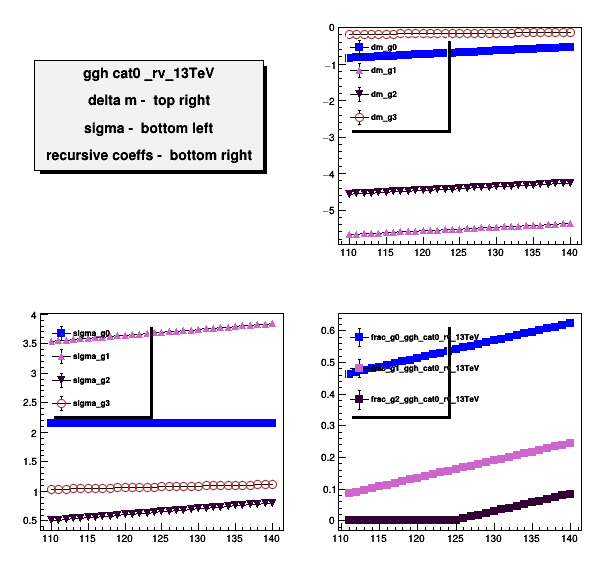 ggh cat0 _rv_13TeV
delta m - top right
sigma - bottom left
recursive coeffs - bottom right
0
−1
−2
−3
−4
−5
dm_g0
dm_g1
dm_g2
dm_g3
110 115 120 125 130 135 140
4
3.5
3
2.5
2
1.5
1
0.5
sigma_g0
sigma_g1
sigma_g2
sigma_g3
110 115 120 125 130 135 140
0.6
0.5
0.4
0.3
0.2
0.1
0
frac_g0_ggh_cat0_rv_13TeV
frac_g1_ggh_cat0_rv_13TeV
frac_g2_ggh_cat0_rv_13TeV
110 115 120 125 130 135 140